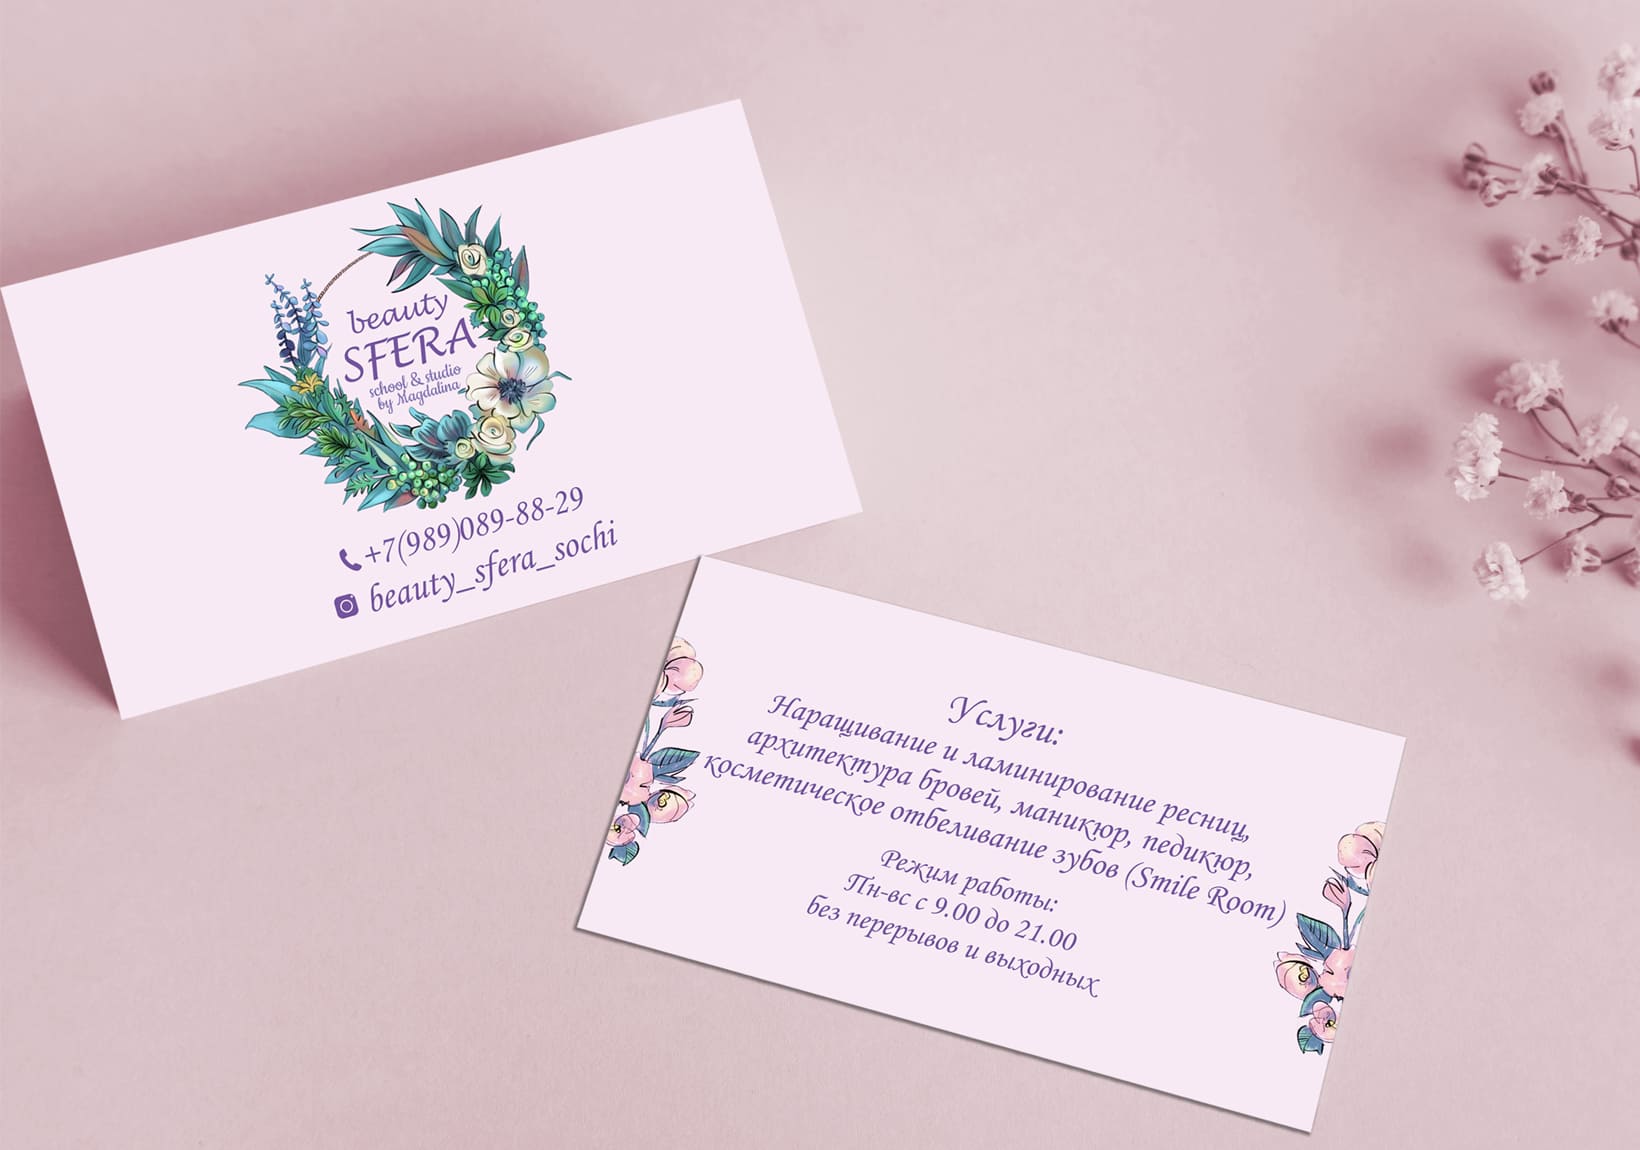 beauty
SFERA
school & studio
by Magdalina
+7(989)089-88-29
beauty_sfera_sochi
Услуги:
Наращивание и ламинирование ресниц,
архитектура бровей, маникюр, педикюр,
косметическое отбеливание зубов (Smile Room)
Режим работы:
Пн-вс с 9.00 до 21.00
без перерывов и выходных